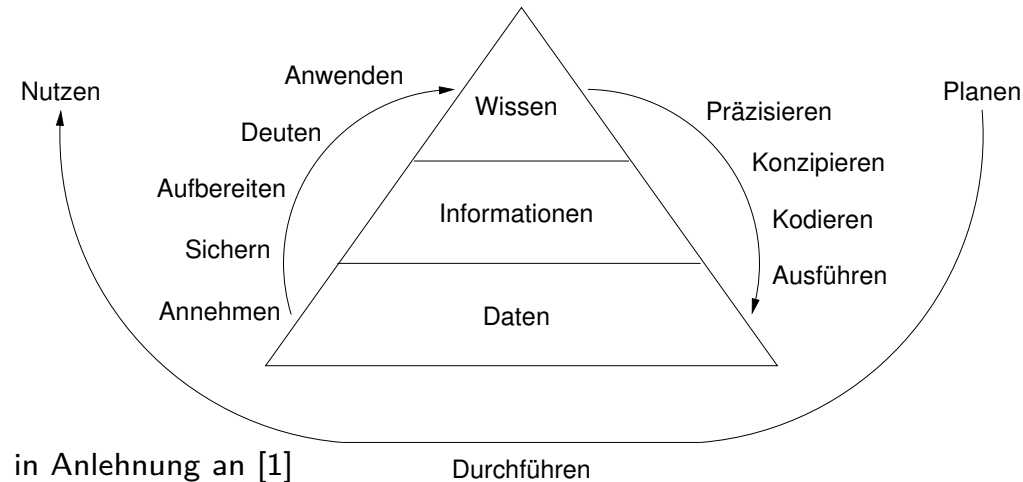 Anwenden
Nutzen
Wissen
Planen
Präzisieren
Deuten
Konzipieren
Aufbereiten
Informationen
Kodieren
Sichern
Ausführen
Annehmen
Daten
in Anlehnung an [1]
Durchführen